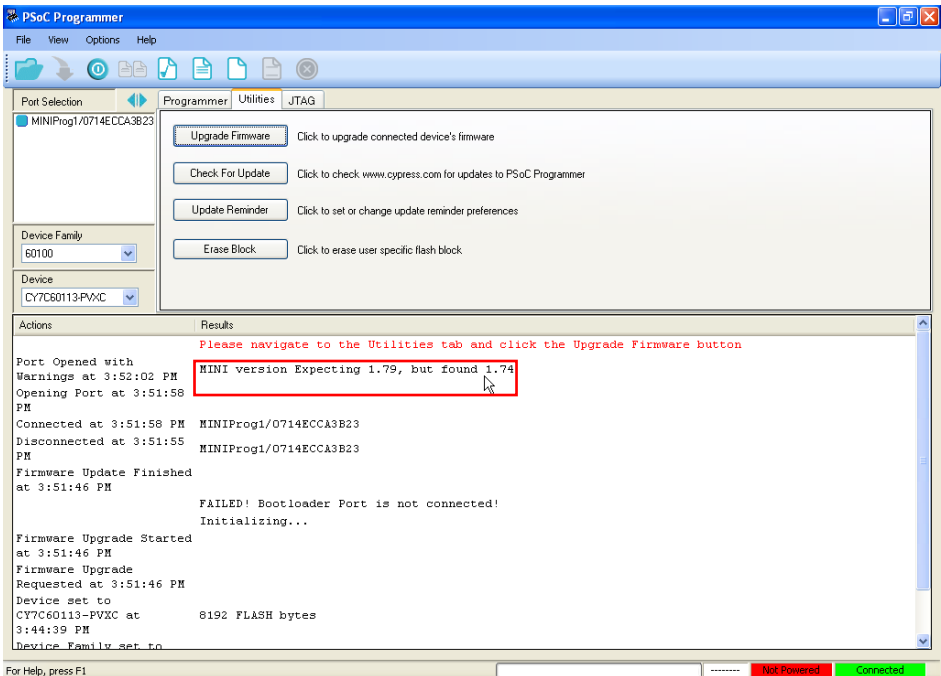 PSoC Programmer
File View Options Help
Port Selection
MINIProg1/0714ECCA3B23
Device Family
60100
Device
CY7C60113-PVXC
Programmer Utilities JTAG
Upgrade Firmware Click to upgrade connected device's firmware
Check For Update Click to check www.cypress.com for updates to PSoC Programmer
Update Reminder Click to set or change update reminder preferences
Erase Block Click to erase user specific flash block
Actions Results
Please navigate to the Utilities tab and click the Upgrade Firmware button
Port Opened with
Warnings at 3:52:02 PM
MINI version Expecting 1.79, but found 1.74
Opening Port at 3:51:58
PM
Connected at 3:51:58 PM MINIProg1/0714ECCA3B23
Disconnected at 3:51:55
PM
MINIProg1/0714ECCA3B23
Firmware Update Finished
at 3:51:46 PM
FAILED! Bootloader Port is not connected!
Initializing...
Firmware Upgrade Started
at 3:51:46 PM
Firmware Upgrade
Requested at 3:51:46 PM
Device set to
CY7C60113-PVXC at
3:44:39 PM
8192 FLASH bytes
Device Family set to
For Help, press F1
-------- Not Powered Connected